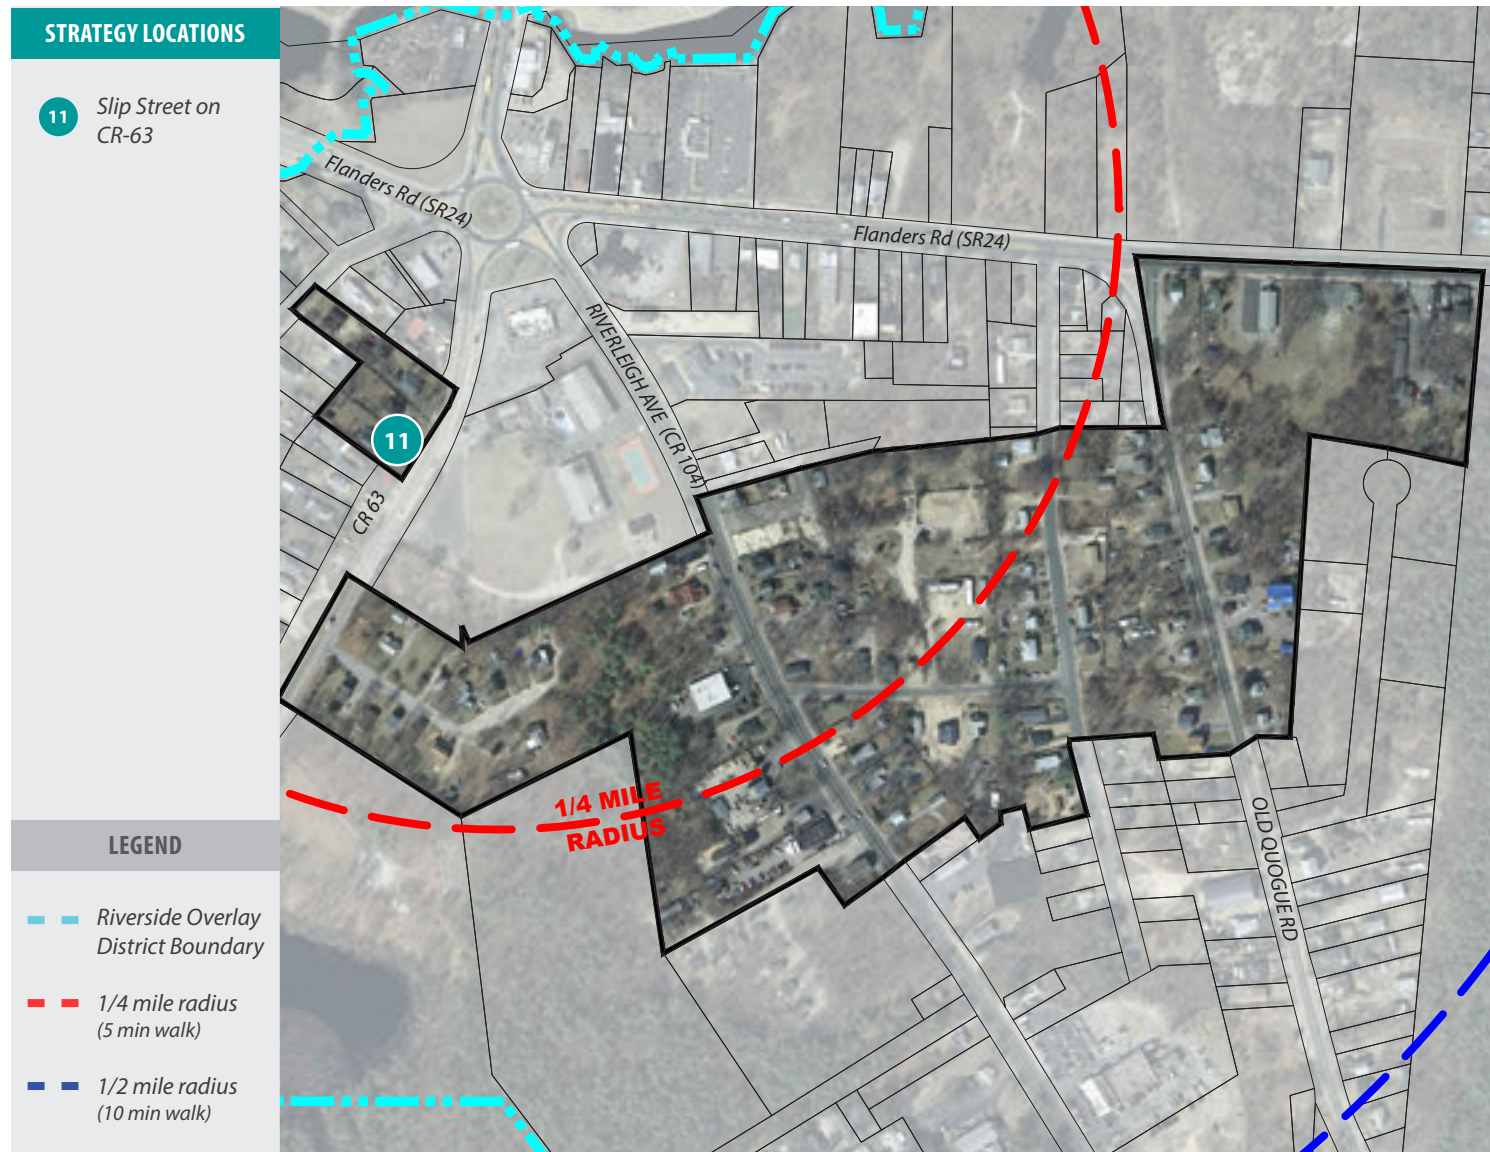 STRATEGY LOCATIONS
11
Slip Street on
CR-63
Flanders Rd (SR24)
Flanders Rd (SR24)
RIVERLEIGH AVE (CR 104)
11
CR 63
1/4 MILE
RADIUS
OLD QUOGUE RD
LEGEND
Riverside Overlay
District Boundary
1/4 mile radius
(5 min walk)
1/2 mile radius
(10 min walk)